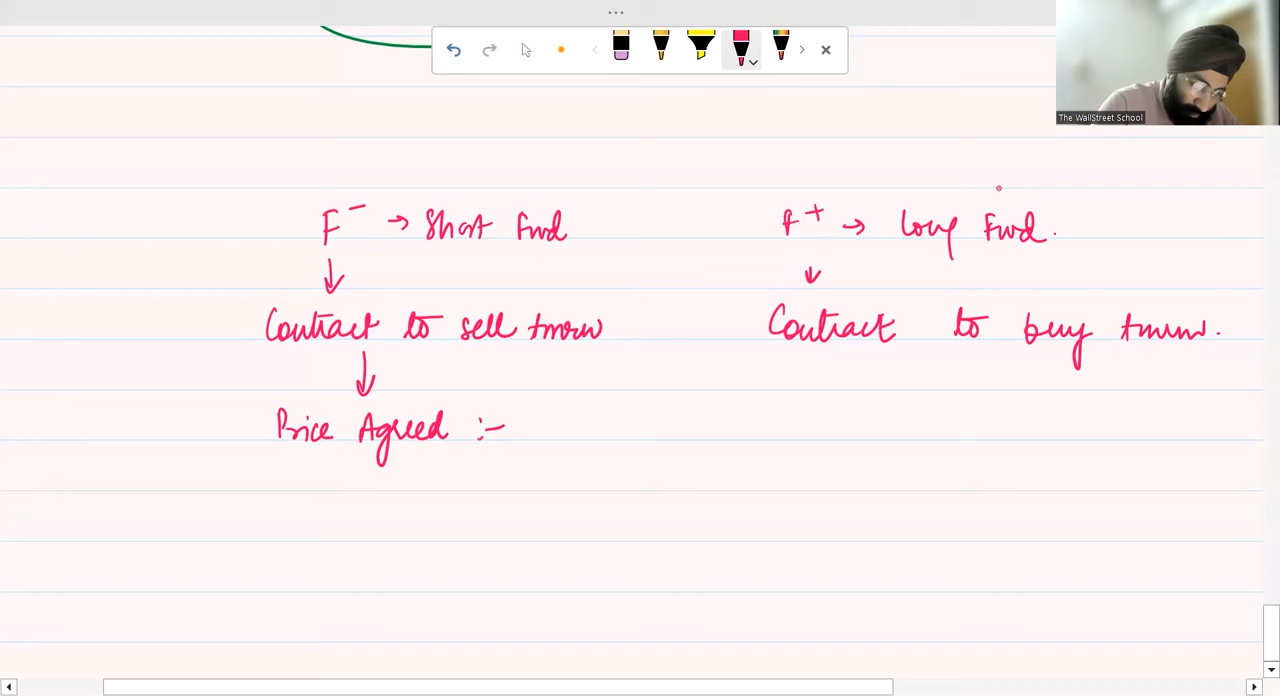 The WallStreet School
F⁻ → Short Fwd
F⁺ → Long Fwd.
↓
↓
Contract to sell tmrw
Contract to buy tmrw.
↓
Price Agreed :-